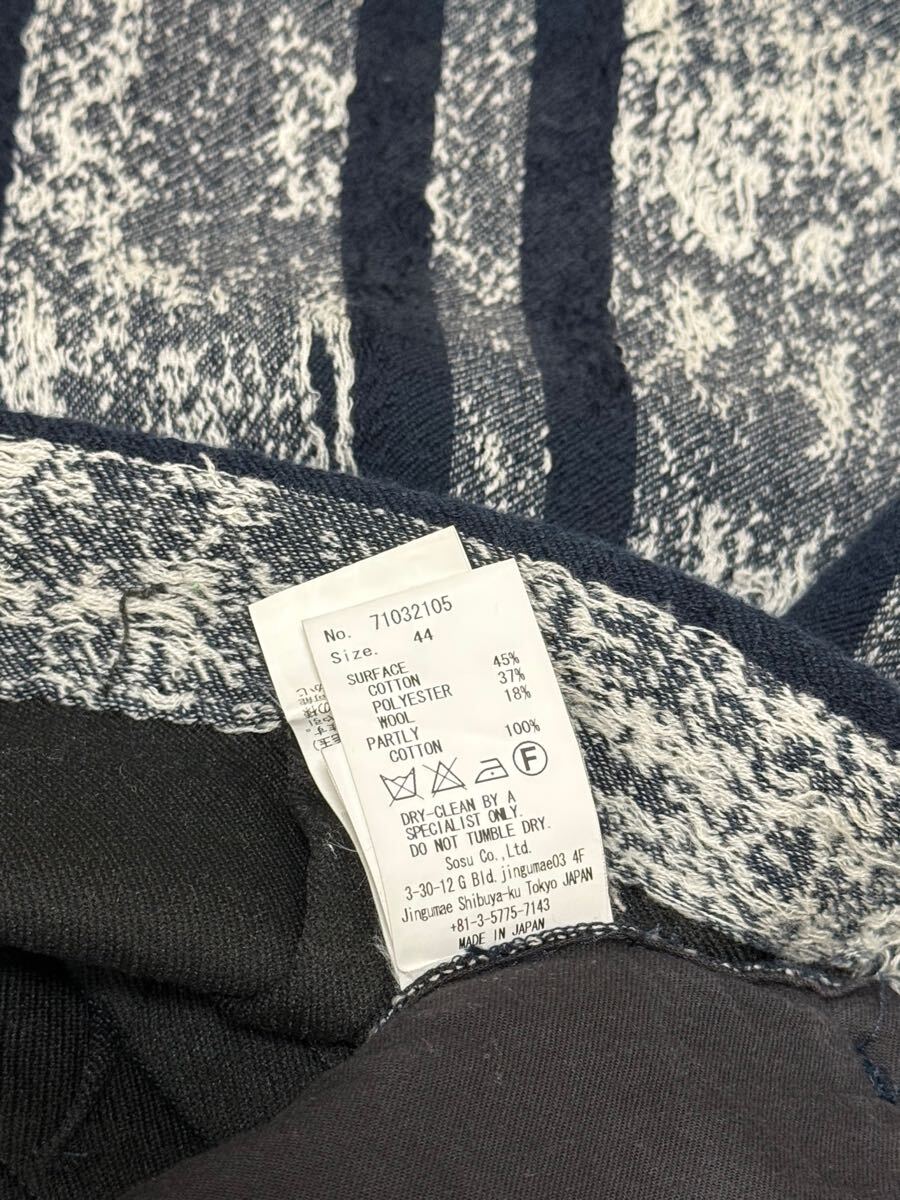 No. 71032105
Size. 44
SURFACE
COTTON 45%
POLYESTER 37%
WOOL 18%
PARTLY
COTTON 100%
F
DRY-CLEAN BY A
SPECIALIST ONLY.
DO NOT TUMBLE DRY.
Sosu Co.,Ltd.
3-30-12 G Bld. jingumae03 4F
Jingumae Shibuya-ku Tokyo JAPAN
+81-3-5775-7143
MADE IN JAPAN